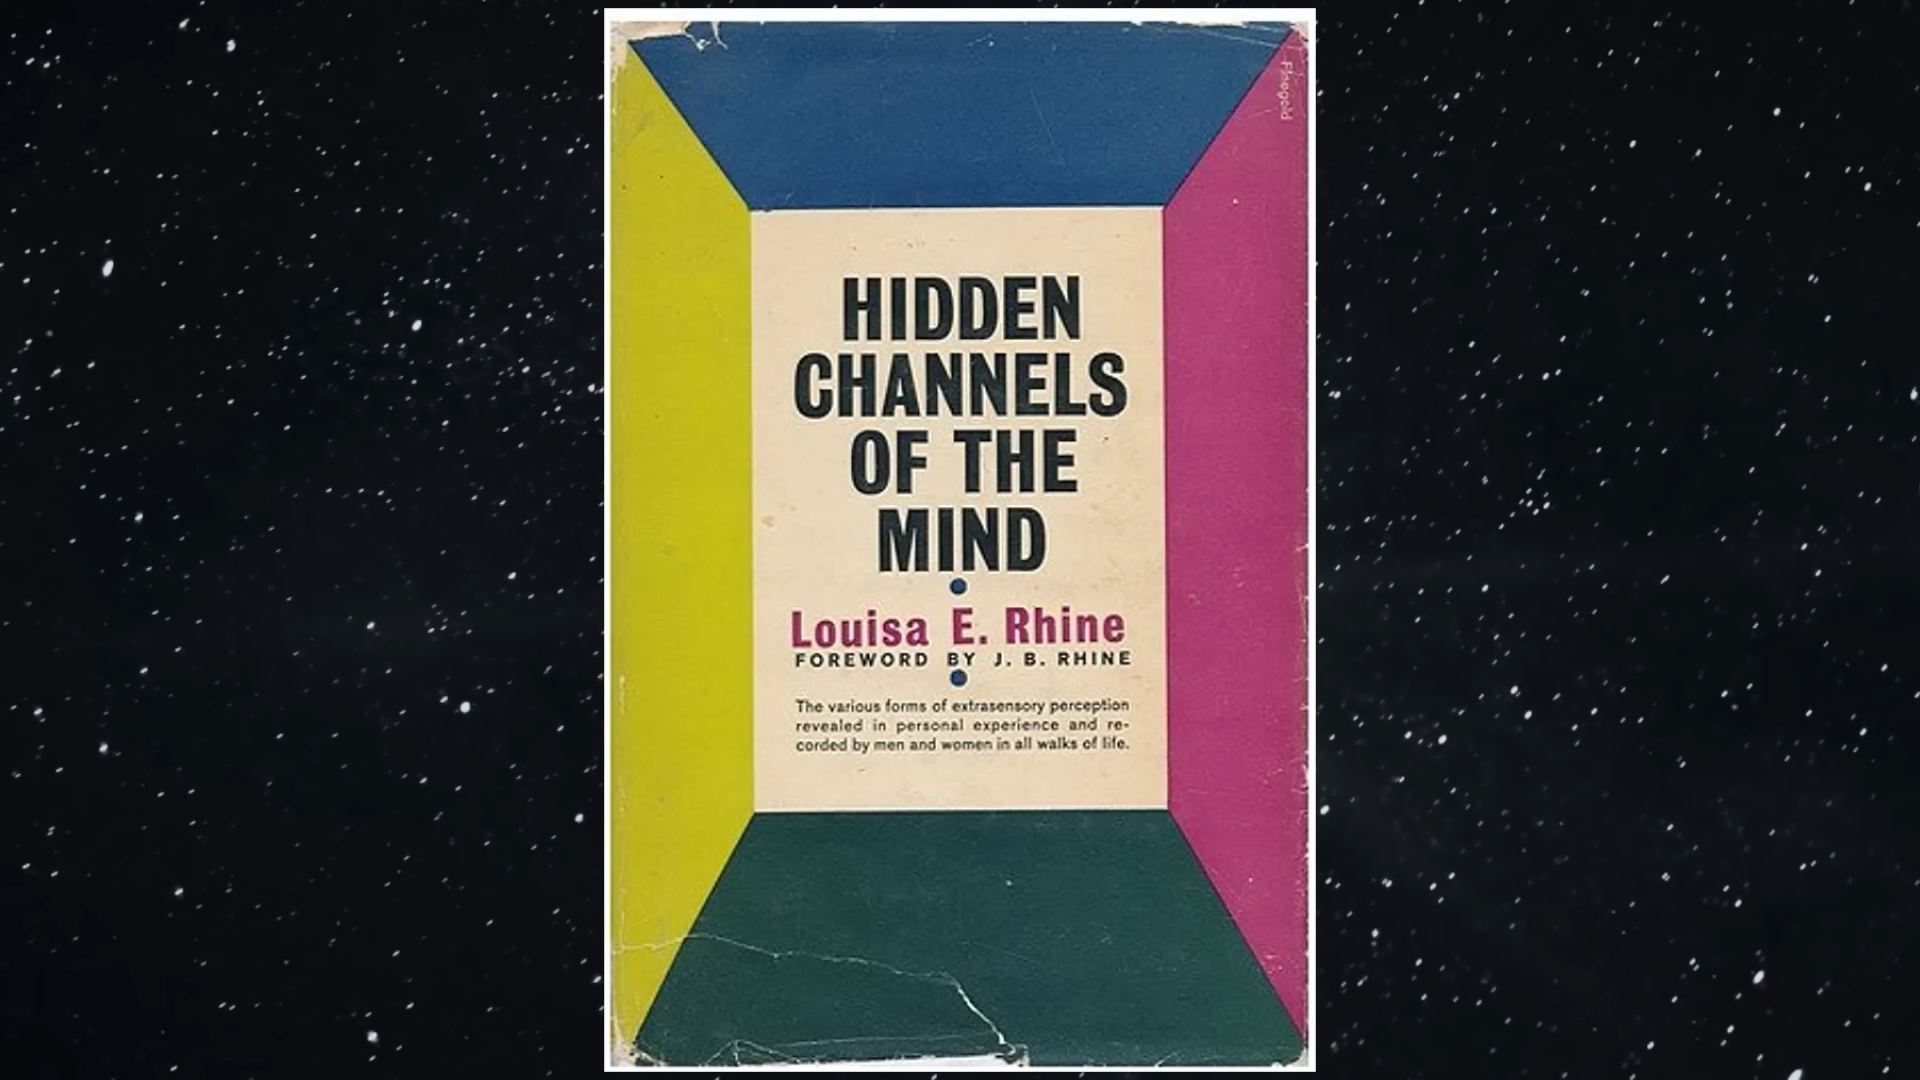 Finegold
HIDDEN
CHANNELS
OF THE
MIND
Louisa E. Rhine
FOREWORD BY J. B. RHINE
The various forms of extrasensory perception
revealed in personal experience and re-
corded by men and women in all walks of life.